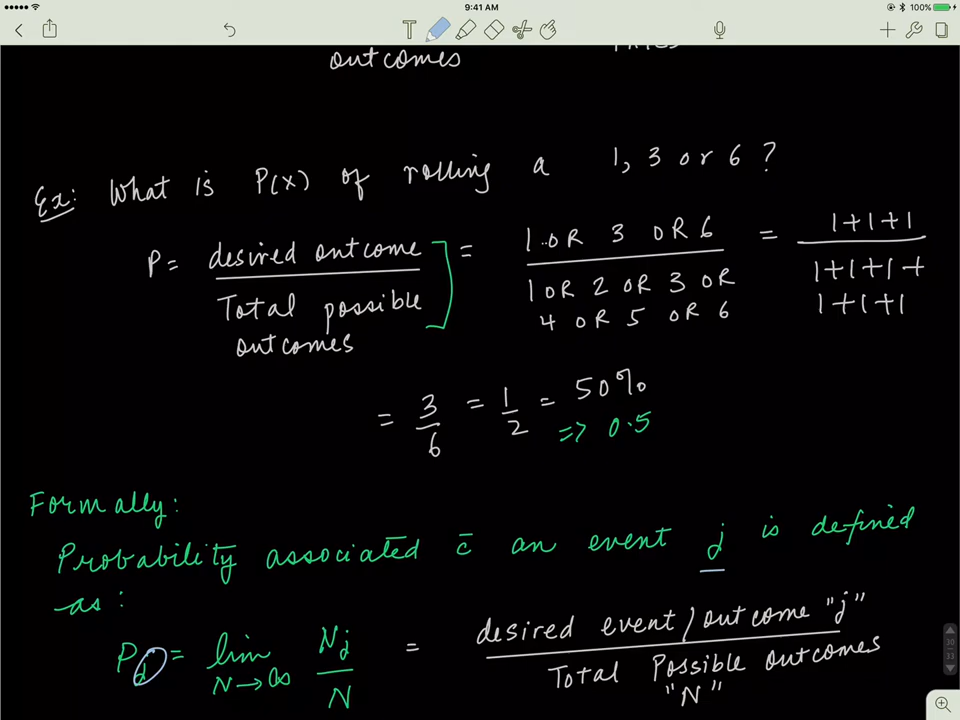 9:41 AM
100%
T
outcomes
Ex: What is P(X) of rolling a 1, 3 or 6 ?
P = desired outcome / Total possible outcomes = 1 OR 3 OR 6 / 1 OR 2 OR 3 OR 4 OR 5 OR 6 = 1+1+1 / 1+1+1+1+1+1
= 3/6 = 1/2 = 50%
=> 0.5
Formally:
Probability associated c̄ an event j is defined
as:
Pj = lim N→∞ Nj/N = desired event/outcome "j" / Total Possible outcomes "N"